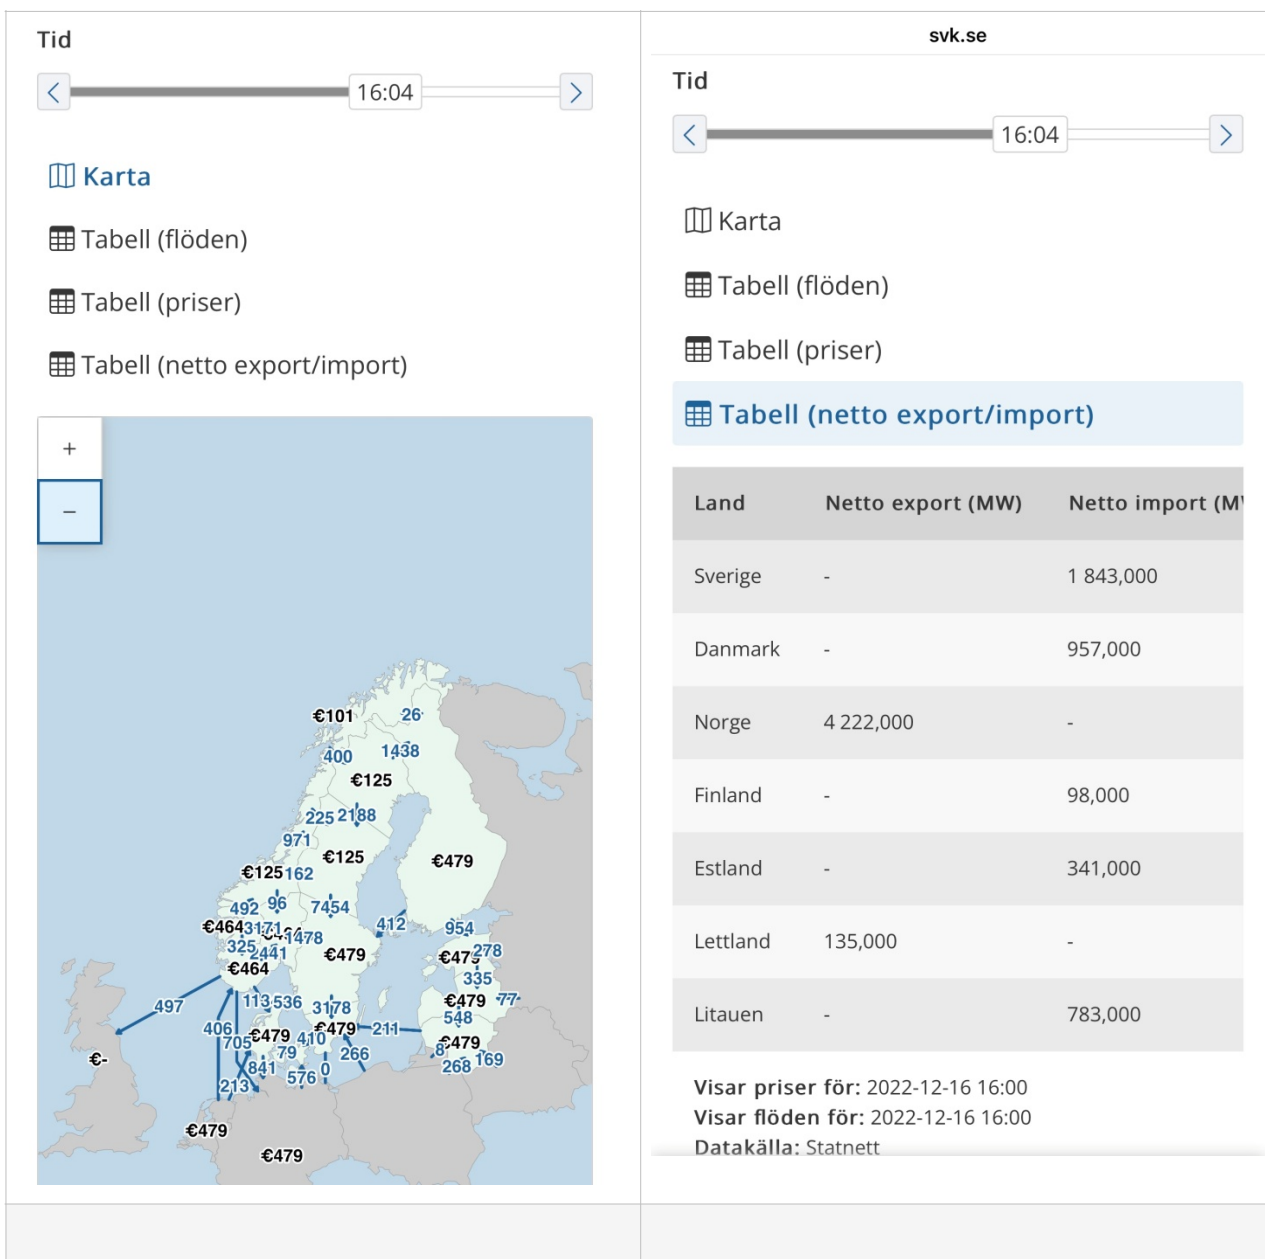 Tid
16:04
Karta
Tabell (flöden)
Tabell (priser)
Tabell (netto export/import)
+
−
€101
26
400
1438
€125
225
2188
971
€125
€479
€125
162
492
96
7454
412
€464
3171
1478
954
325
2441
€479
278
€464
335
497
113
536
3178
€479
77
548
406
705
€479
410
€479
211
€479
79
266
8
169
€-
841
576
0
268
213
€479
€479
svk.se
Tid
16:04
Karta
Tabell (flöden)
Tabell (priser)
Tabell (netto export/import)
Land Netto export (MW) Netto import (M
Sverige - 1 843,000
Danmark - 957,000
Norge 4 222,000 -
Finland - 98,000
Estland - 341,000
Lettland 135,000 -
Litauen - 783,000
Visar priser för: 2022-12-16 16:00
Visar flöden för: 2022-12-16 16:00
Datakälla: Statnett